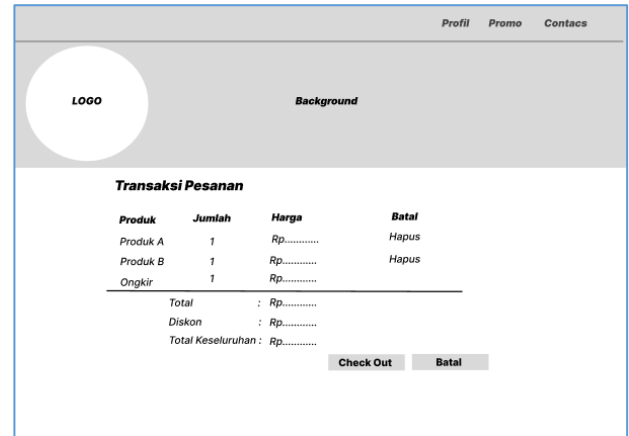 Profil Promo Contacs
LOGO Background
Transaksi Pesanan
Produk Jumlah Harga Batal
Produk A 1 Rp............ Hapus
Produk B 1 Rp............ Hapus
Ongkir 1 Rp............
Total : Rp............
Diskon : Rp............
Total Keseluruhan : Rp............
Check Out Batal